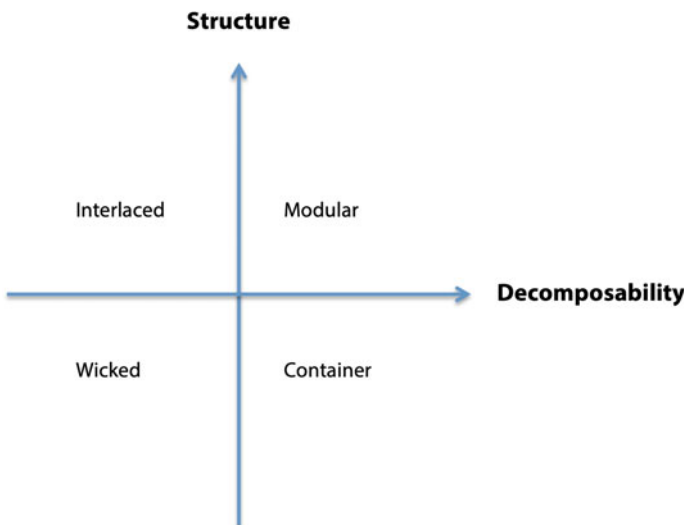 Structure
Interlaced
Modular
Decomposability
Wicked
Container